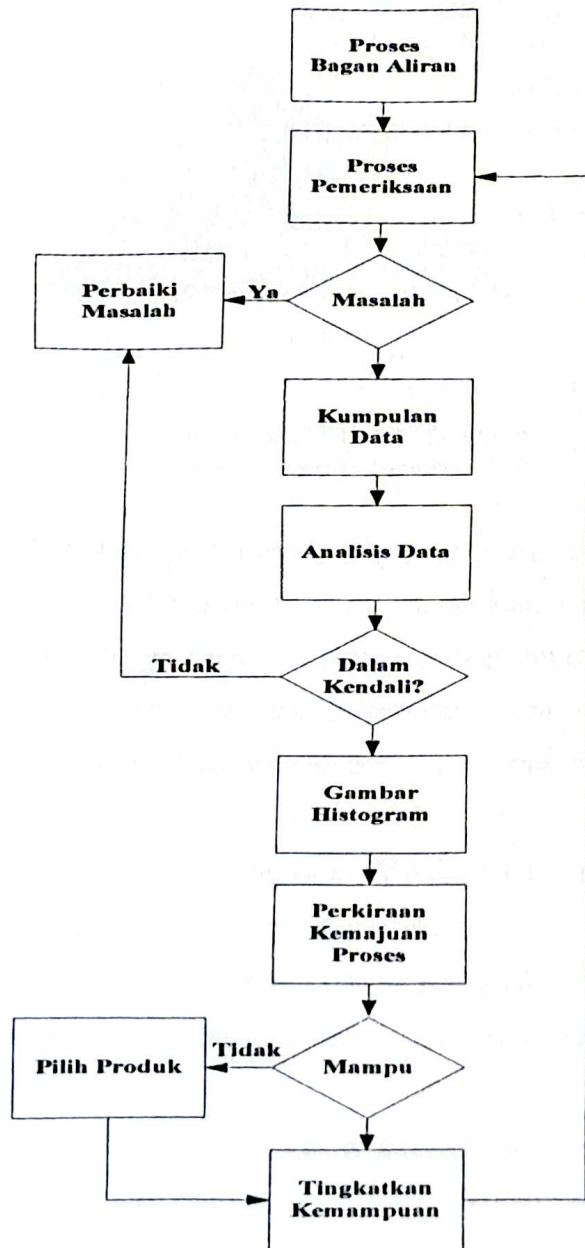 Proses
Bagan Aliran
Proses
Pemeriksaan
Perbaiki
Masalah
Ya
Masalah
Kumpulan
Data
Analisis Data
Tidak
Dalam
Kendali?
Gambar
Histogram
Perkiraan
Kemajuan
Proses
Pilih Produk
Tidak
Mampu
Tingkatkan
Kemampuan